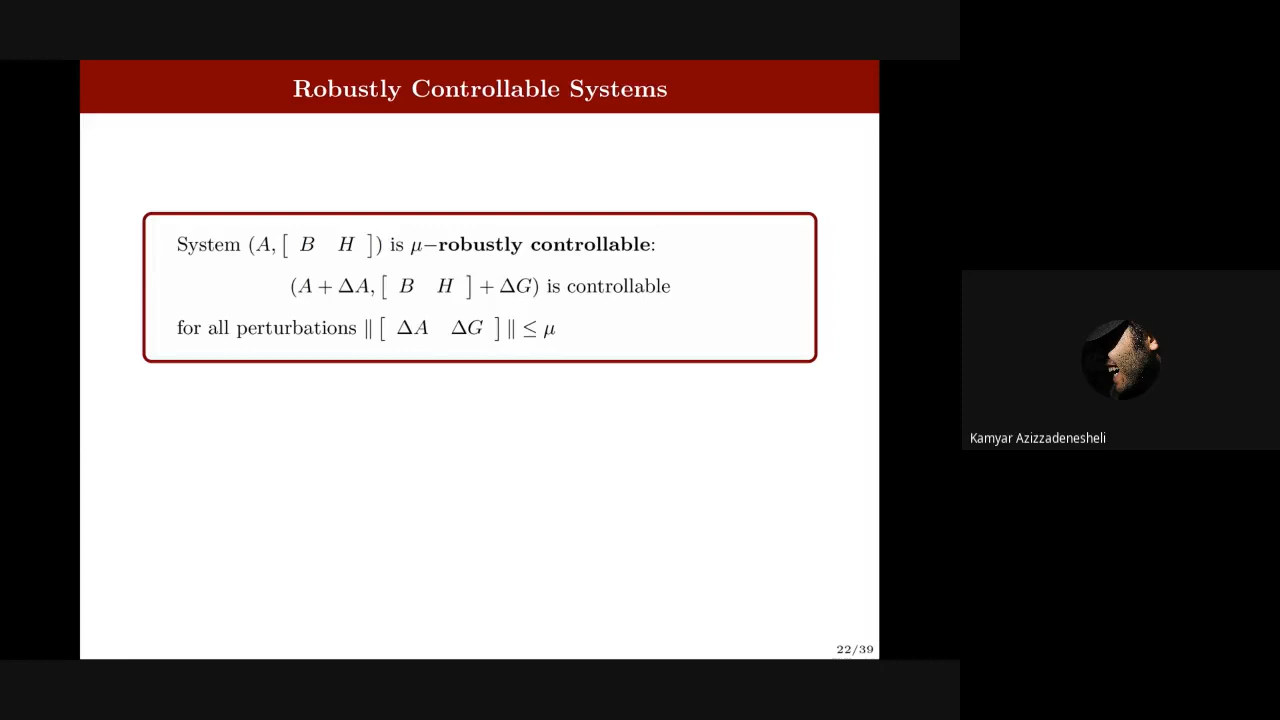 Robustly Controllable Systems
System (A, [ B H ]) is μ−robustly controllable:
(A + ΔA, [ B H ] + ΔG) is controllable
for all perturbations ‖ [ ΔA ΔG ] ‖ ≤ μ
Kamyar Azizzadenesheli
22/39